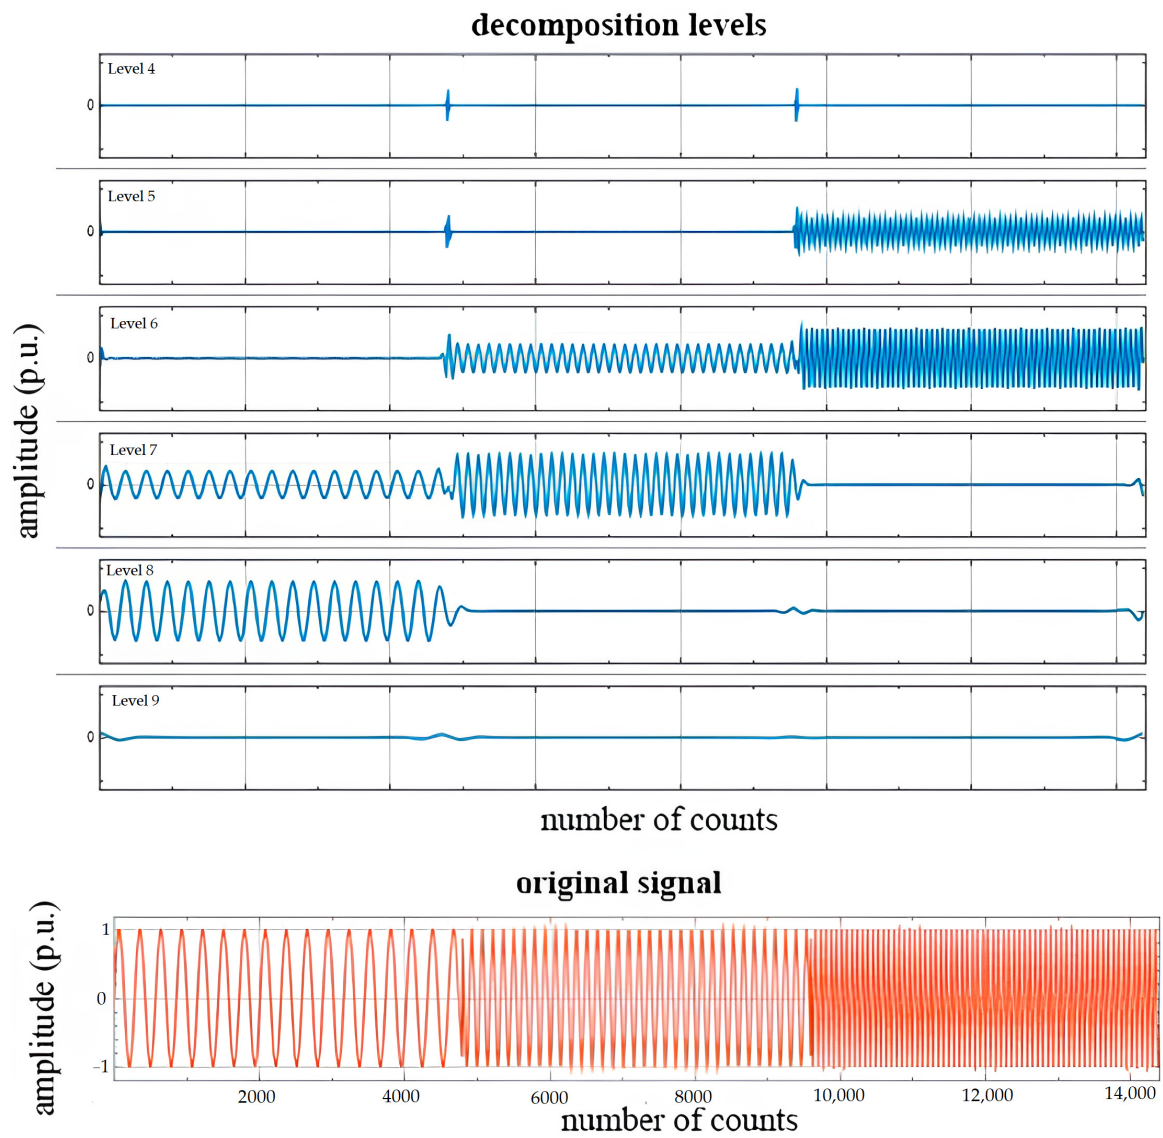 decomposition levels
Level 4
0
Level 5
0
Level 6
0
amplitude (p.u.)
Level 7
0
Level 8
0
Level 9
0
number of counts
original signal
amplitude (p.u.)
1
0
−1
2000 4000 6000 8000 10,000 12,000 14,000
number of counts